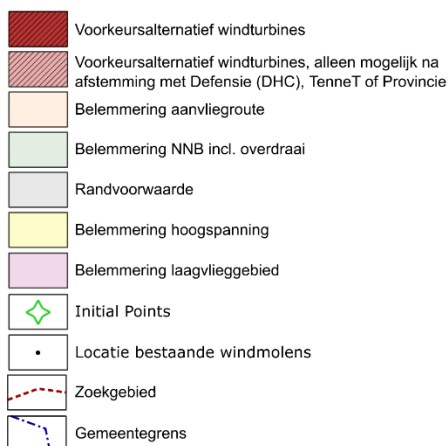 Voorkeursalternatief windturbines
Voorkeursalternatief windturbines, alleen mogelijk na
afstemming met Defensie (DHC), TenneT of Provincie
Belemmering aanvliegroute
Belemmering NNB incl. overdraai
Randvoorwaarde
Belemmering hoogspanning
Belemmering laagvlieggebied
Initial Points
Locatie bestaande windmolens
Zoekgebied
Gemeentegrens